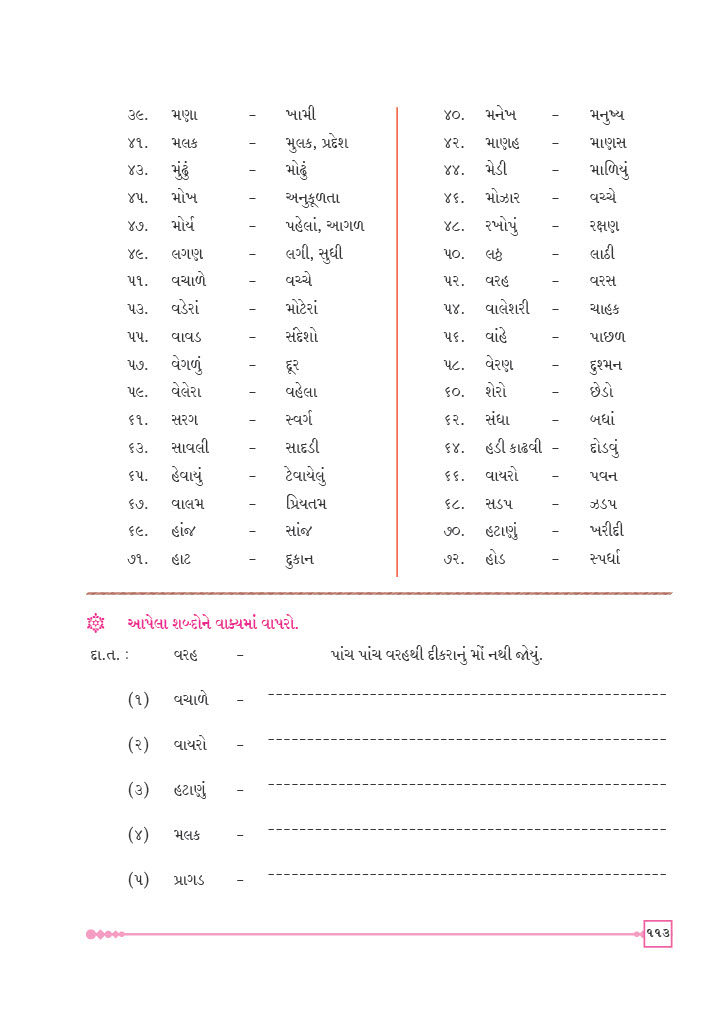 ૩૯. મણા – ખામી ૪૦. મનેખ – મનુષ્ય
૪૧. મલક – મુલક, પ્રદેશ ૪૨. માણહ – માણસ
૪૩. મુંઢું – મોઢું ૪૪. મેડી – માળિયું
૪૫. મોખ – અનુકૂળતા ૪૬. મોઝાર – વચ્ચે
૪૭. મોર્ય – પહેલાં, આગળ ૪૮. રખોપું – રક્ષણ
૪૯. લગણ – લગી, સુધી ૫૦. લઠ્ઠ – લાઠી
૫૧. વચાળે – વચ્ચે ૫૨. વરહ – વરસ
૫૩. વડેરાં – મોટેરાં ૫૪. વાલેશરી – ચાહક
૫૫. વાવડ – સંદેશો ૫૬. વાંહે – પાછળ
૫૭. વેગળું – દૂર ૫૮. વેરણ – દુશ્મન
૫૯. વેલેરા – વહેલા ૬૦. શેરો – છેડો
૬૧. સરગ – સ્વર્ગ ૬૨. સંધા – બધાં
૬૩. સાવલી – સાદડી ૬૪. હડી કાઢવી – દોડવું
૬૫. હેવાયું – ટેવાયેલું ૬૬. વાયરો – પવન
૬૭. વાલમ – પ્રિયતમ ૬૮. સડપ – ઝડપ
૬૯. હાંજ – સાંજ ૭૦. હટાણું – ખરીદી
૭૧. હાટ – દુકાન ૭૨. હોડ – સ્પર્ધા
આપેલા શબ્દોને વાક્યમાં વાપરો.
દા.ત. : વરહ – પાંચ પાંચ વરહથી દીકરાનું મોં નથી જોયું.
(૧) વચાળે –
(૨) વાયરો –
(૩) હટાણું –
(૪) મલક –
(૫) પ્રાગડ –
૧૧૩